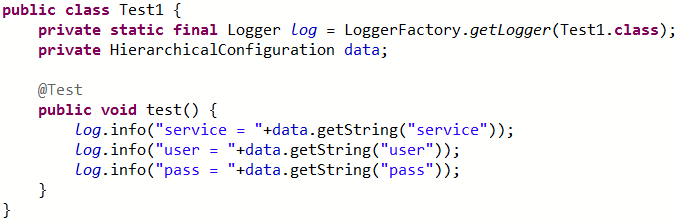 public class Test1 {
    private static final Logger log = LoggerFactory.getLogger(Test1.class);
    private HierarchicalConfiguration data;

    @Test
    public void test() {
        log.info("service = "+data.getString("service"));
        log.info("user = "+data.getString("user"));
        log.info("pass = "+data.getString("pass"));
    }
}